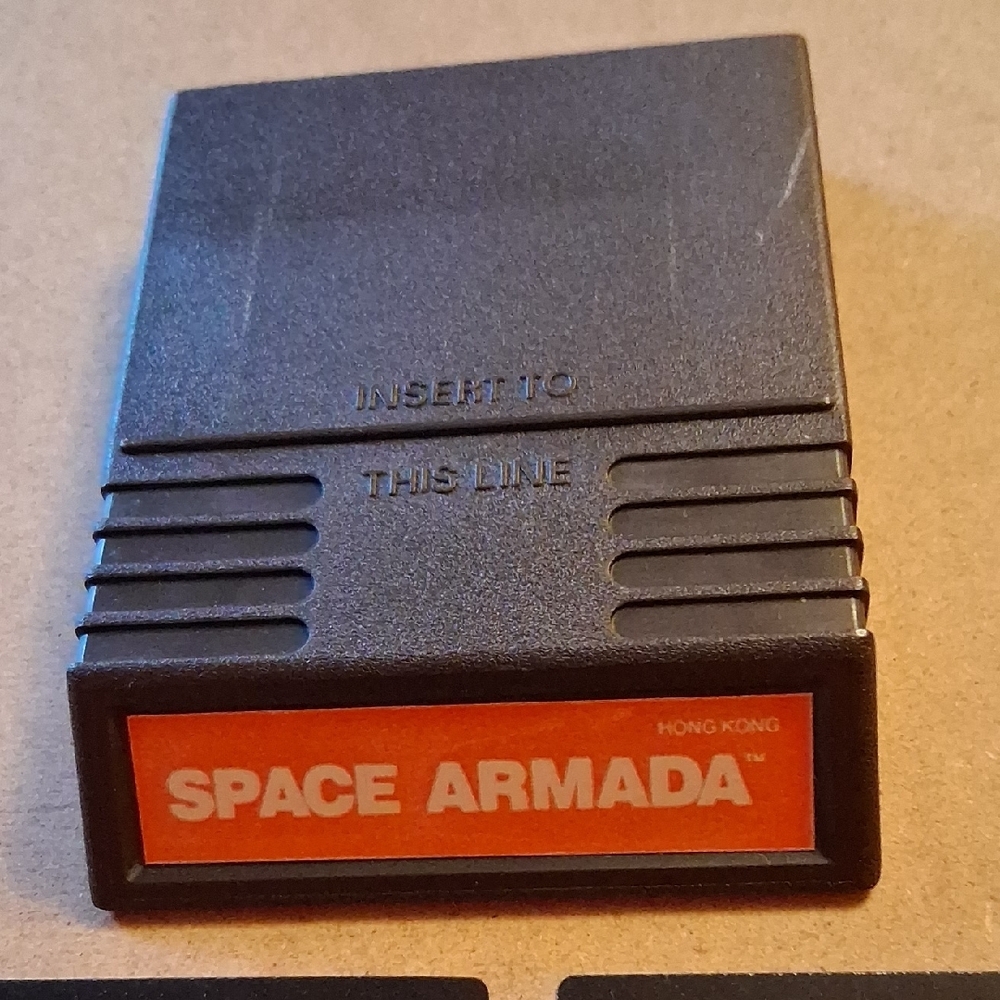 INSERT TO
THIS LINE
HONG KONG
SPACE ARMADA™